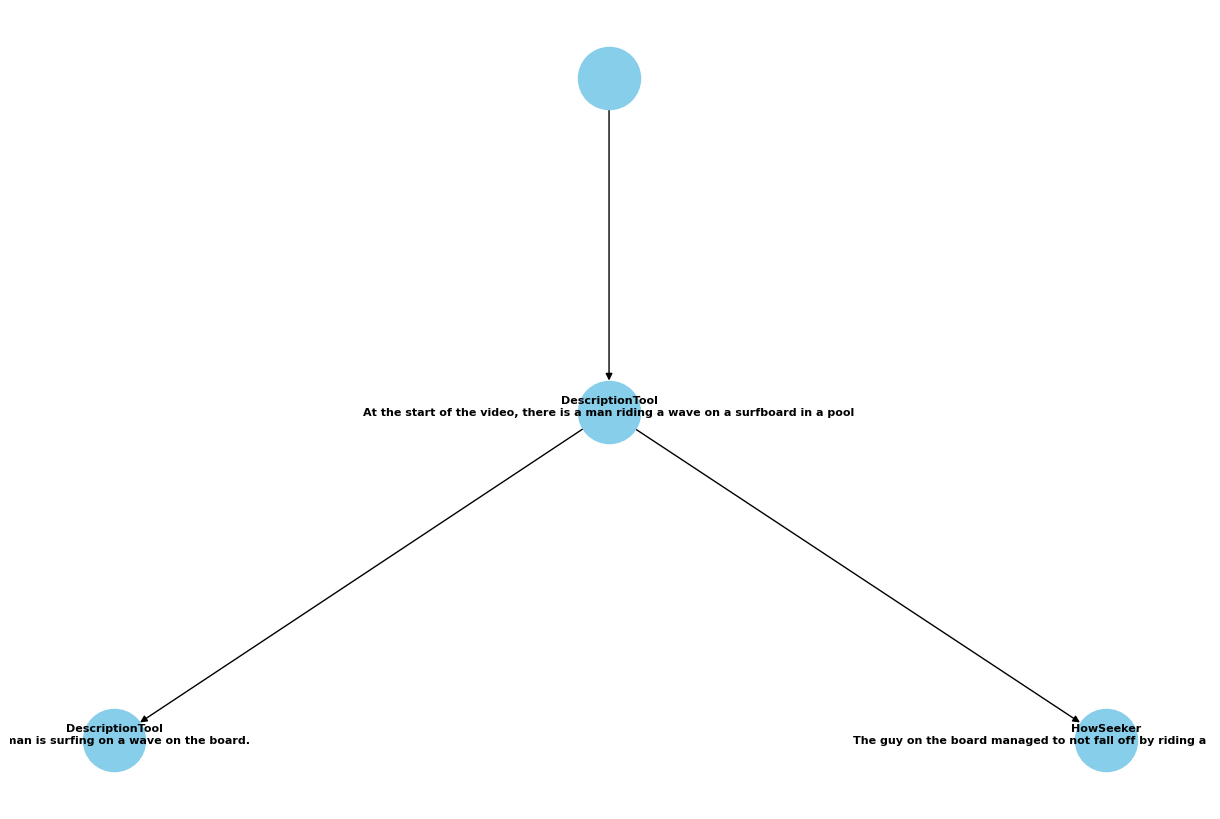 DescriptionTool
At the start of the video, there is a man riding a wave on a surfboard in a pool
DescriptionTool
man is surfing on a wave on the board.
HowSeeker
The guy on the board managed to not fall off by riding a